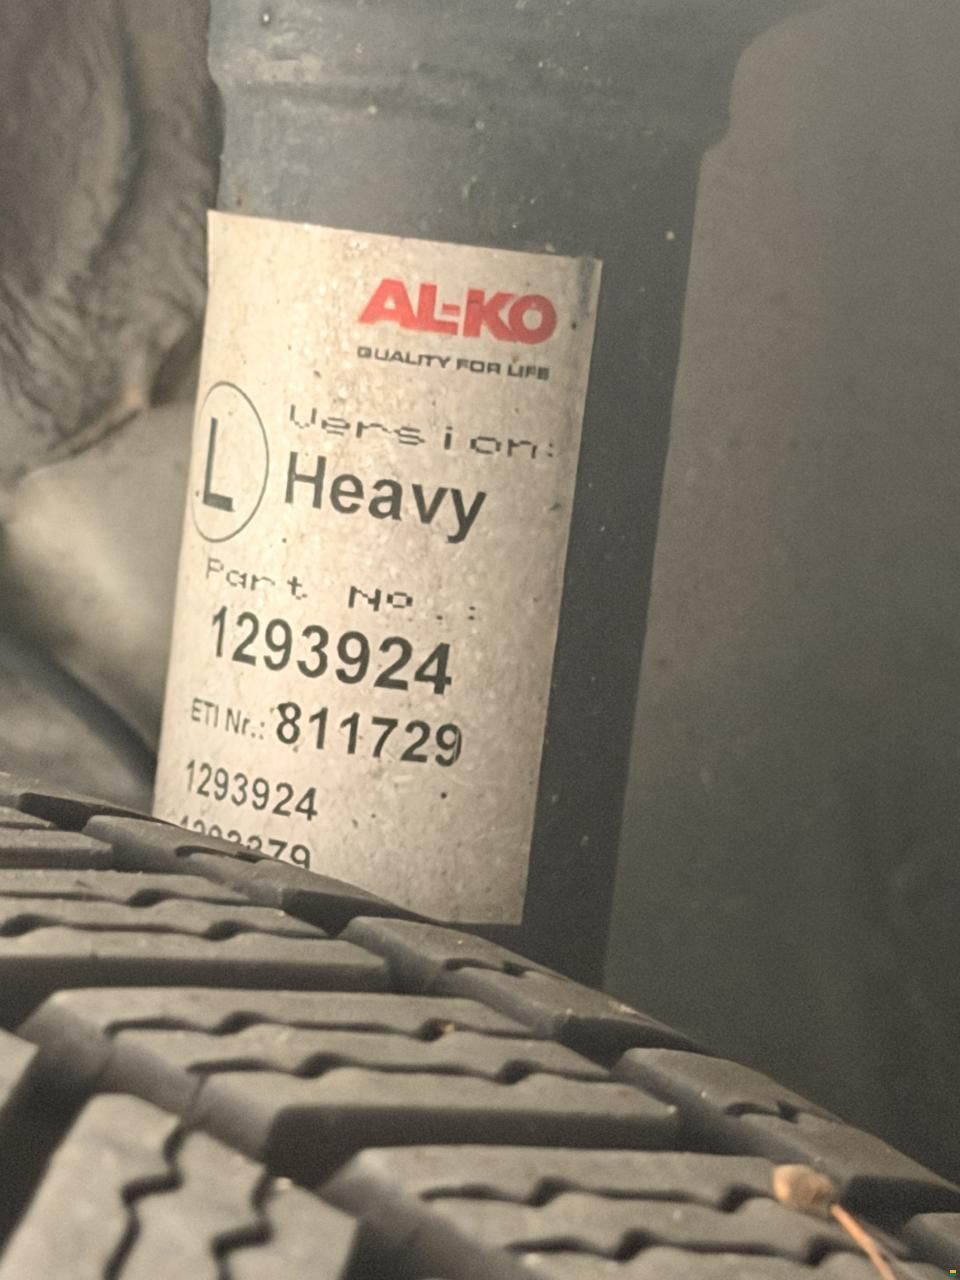 AL-KO
QUALITY FOR LIFE
Version:
L Heavy
Part No.:
1293924
ETI Nr.: 811729
1293924